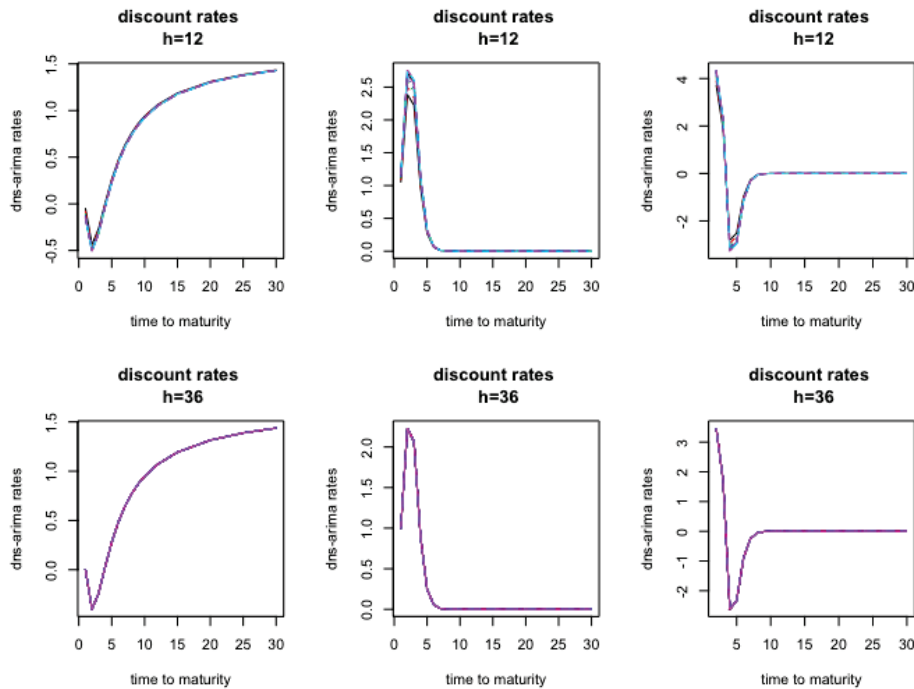 discount rates
h=12
dns-arima rates
1.5
1.0
0.5
0.0
-0.5
0 5 10 15 20 25 30
time to maturity
discount rates
h=12
dns-arima rates
2.5
2.0
1.5
1.0
0.5
0.0
0 5 10 15 20 25 30
time to maturity
discount rates
h=12
dns-arima rates
4
2
0
-2
5 10 15 20 25 30
time to maturity
discount rates
h=36
dns-arima rates
1.5
1.0
0.5
0.0
0 5 10 15 20 25 30
time to maturity
discount rates
h=36
dns-arima rates
2.0
1.5
1.0
0.5
0.0
0 5 10 15 20 25 30
time to maturity
discount rates
h=36
dns-arima rates
3
2
1
0
-1
-2
5 10 15 20 25 30
time to maturity